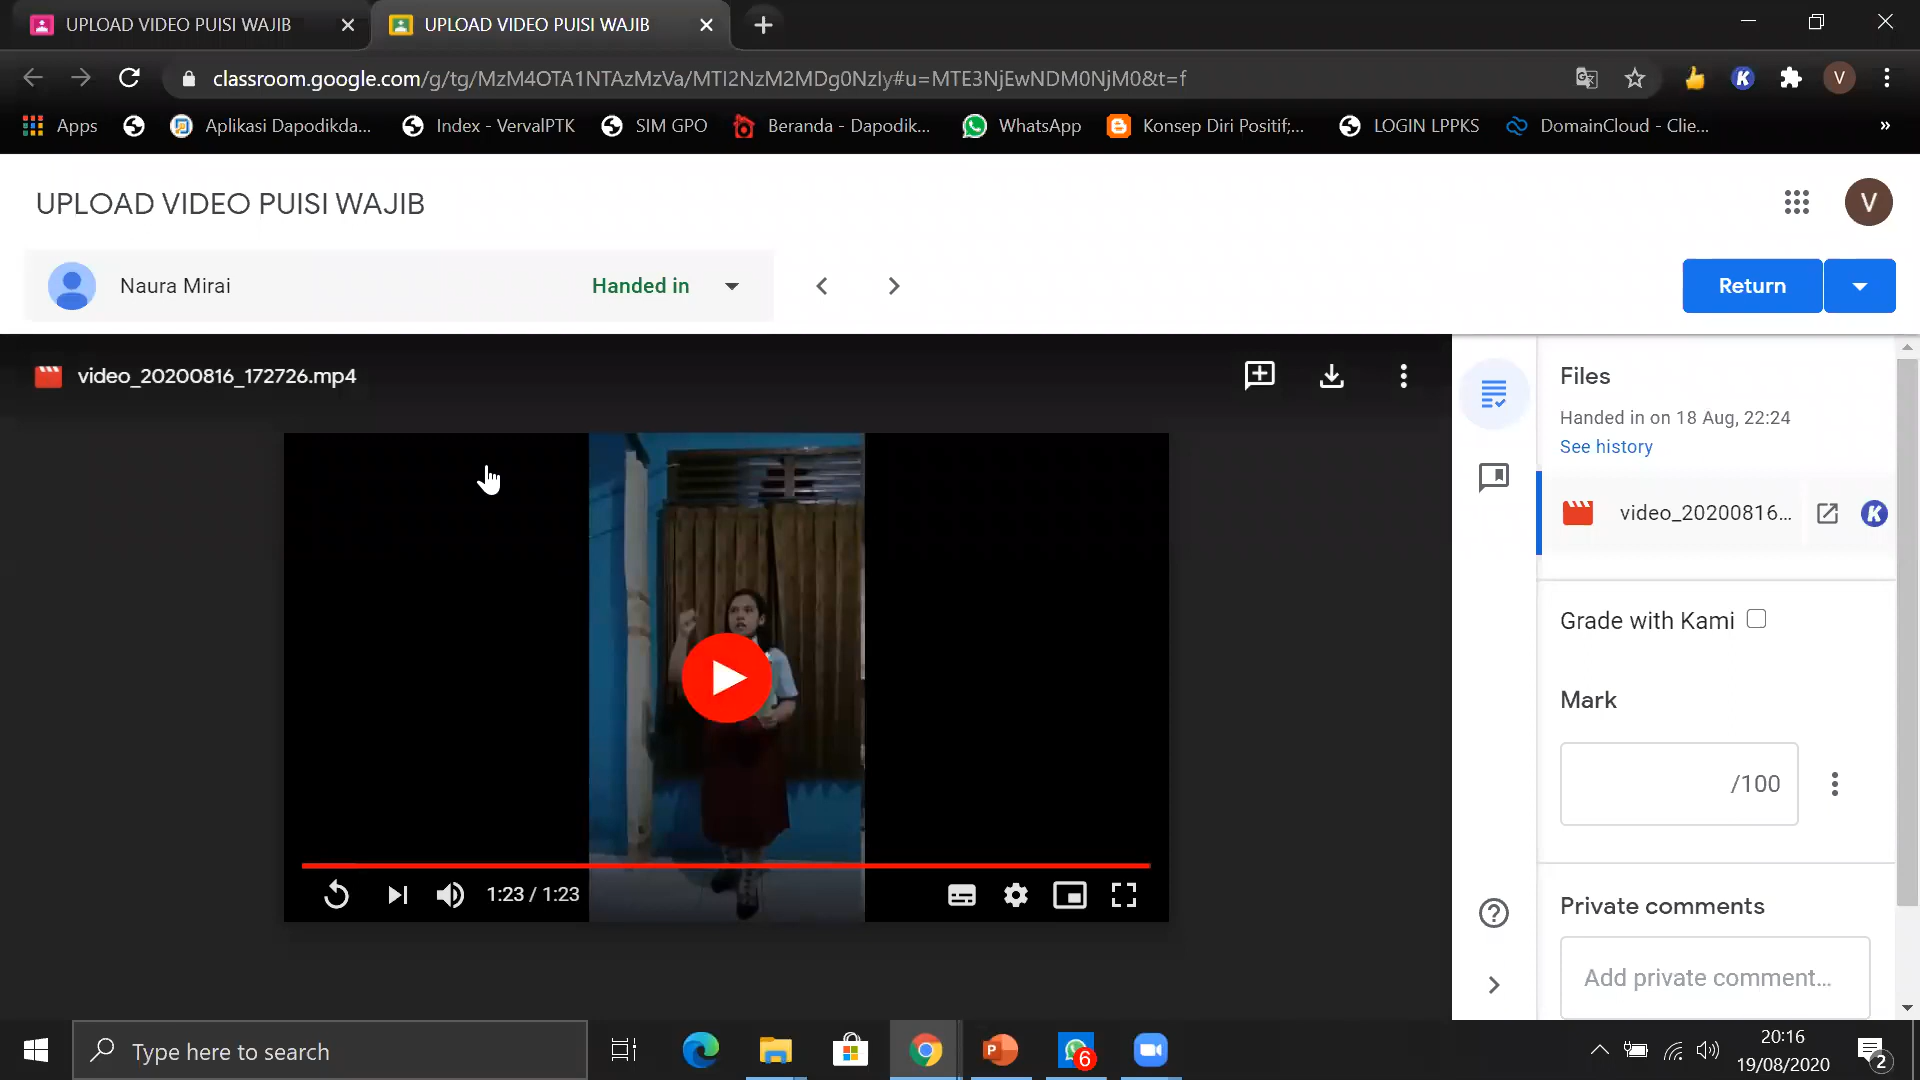 UPLOAD VIDEO PUISI WAJIB
UPLOAD VIDEO PUISI WAJIB
classroom.google.com/g/tg/MzM4OTA1NTAzMzVa/MTI2NzM2MDg0NzIy#u=MTE3NjEwNDM0NjM0&t=f
V
Apps
Aplikasi Dapodikda...
Index - VervalPTK
SIM GPO
Beranda - Dapodik...
WhatsApp
Konsep Diri Positif;...
LOGIN LPPKS
DomainCloud - Clie...
»
UPLOAD VIDEO PUISI WAJIB
V
Naura Mirai
Handed in
Return
video_20200816_172726.mp4
Files
Handed in on 18 Aug, 22:24
See history
video_20200816...
K
Grade with Kami
Mark
/100
1:23 / 1:23
Private comments
Add private comment...
Type here to search
6
20:16
19/08/2020
2